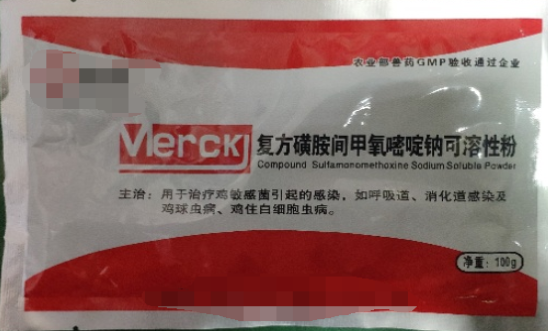 农业部兽药GMP验收通过企业
Merck
复方磺胺间甲氧嘧啶钠可溶性粉
Compound Sulfamonomethoxine Sodium Soluble Powder
主治：用于治疗鸡敏感菌引起的感染，如呼吸道、消化道感染及
鸡球虫病、鸡住白细胞虫病。
净重：100g